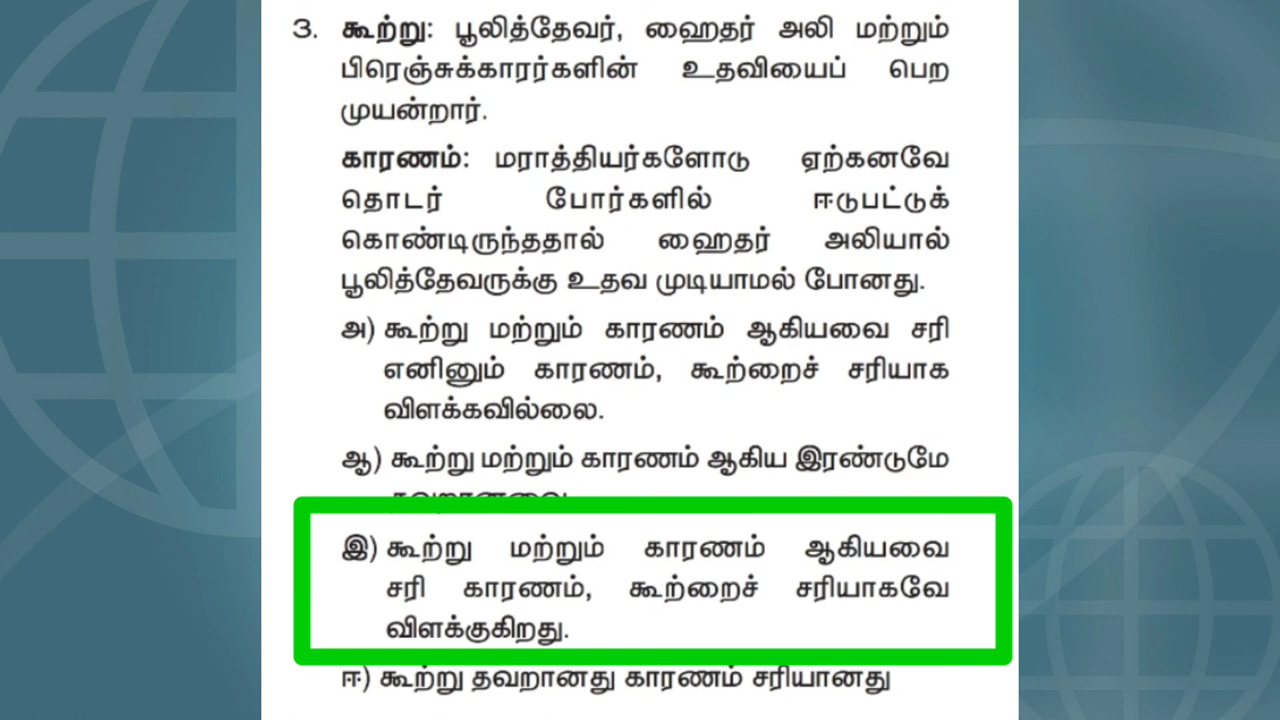 3. கூற்று: பூலித்தேவர், ஹைதர் அலி மற்றும்
பிரெஞ்சுக்காரர்களின் உதவியைப் பெற
முயன்றார்.
காரணம்: மராத்தியர்களோடு ஏற்கனவே
தொடர் போர்களில் ஈடுபட்டுக்
கொண்டிருந்ததால் ஹைதர் அலியால்
பூலித்தேவருக்கு உதவ முடியாமல் போனது.
அ) கூற்று மற்றும் காரணம் ஆகியவை சரி
எனினும் காரணம், கூற்றைச் சரியாக
விளக்கவில்லை.
ஆ) கூற்று மற்றும் காரணம் ஆகிய இரண்டுமே
இ) கூற்று மற்றும் காரணம் ஆகியவை
சரி காரணம், கூற்றைச் சரியாகவே
விளக்குகிறது.
ஈ) கூற்று தவறானது காரணம் சரியானது